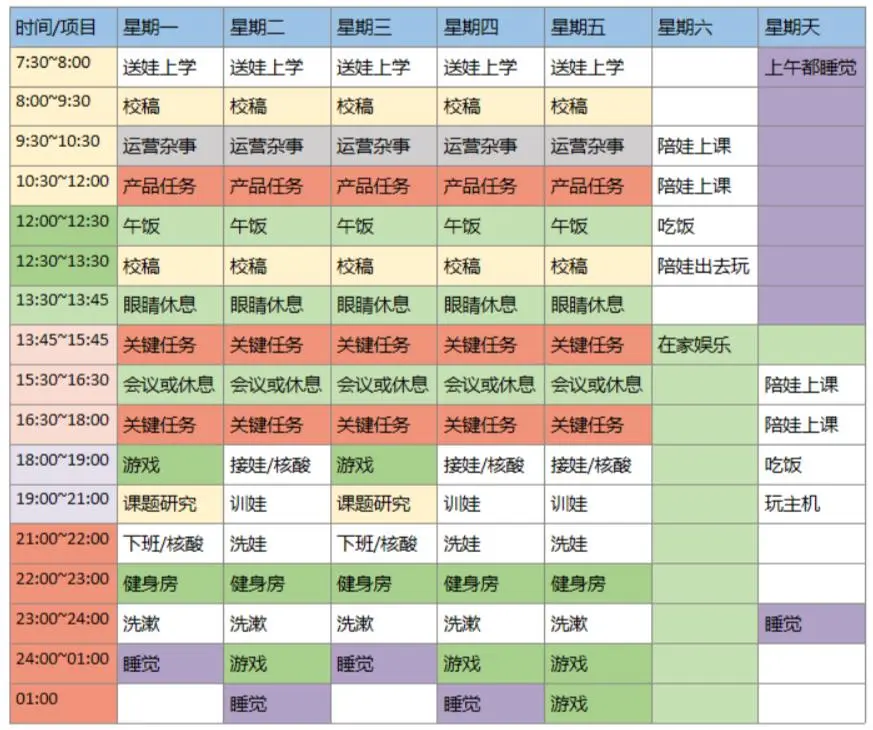 时间/项目 星期一 星期二 星期三 星期四 星期五 星期六 星期天
7:30~8:00 送娃上学 送娃上学 送娃上学 送娃上学 送娃上学 上午都睡觉
8:00~9:30 校稿 校稿 校稿 校稿 校稿
9:30~10:30 运营杂事 运营杂事 运营杂事 运营杂事 运营杂事 陪娃上课
10:30~12:00 产品任务 产品任务 产品任务 产品任务 产品任务 陪娃上课
12:00~12:30 午饭 午饭 午饭 午饭 午饭 吃饭
12:30~13:30 校稿 校稿 校稿 校稿 校稿 陪娃出去玩
13:30~13:45 眼睛休息 眼睛休息 眼睛休息 眼睛休息 眼睛休息
13:45~15:45 关键任务 关键任务 关键任务 关键任务 关键任务 在家娱乐
15:30~16:30 会议或休息 会议或休息 会议或休息 会议或休息 会议或休息 陪娃上课
16:30~18:00 关键任务 关键任务 关键任务 关键任务 关键任务 陪娃上课
18:00~19:00 游戏 接娃/核酸 游戏 接娃/核酸 接娃/核酸 吃饭
19:00~21:00 课题研究 训娃 课题研究 训娃 训娃 玩主机
21:00~22:00 下班/核酸 洗娃 下班/核酸 洗娃 洗娃
22:00~23:00 健身房 健身房 健身房 健身房 健身房
23:00~24:00 洗漱 洗漱 洗漱 洗漱 洗漱 睡觉
24:00~01:00 睡觉 游戏 睡觉 游戏 游戏
01:00 睡觉 睡觉 游戏